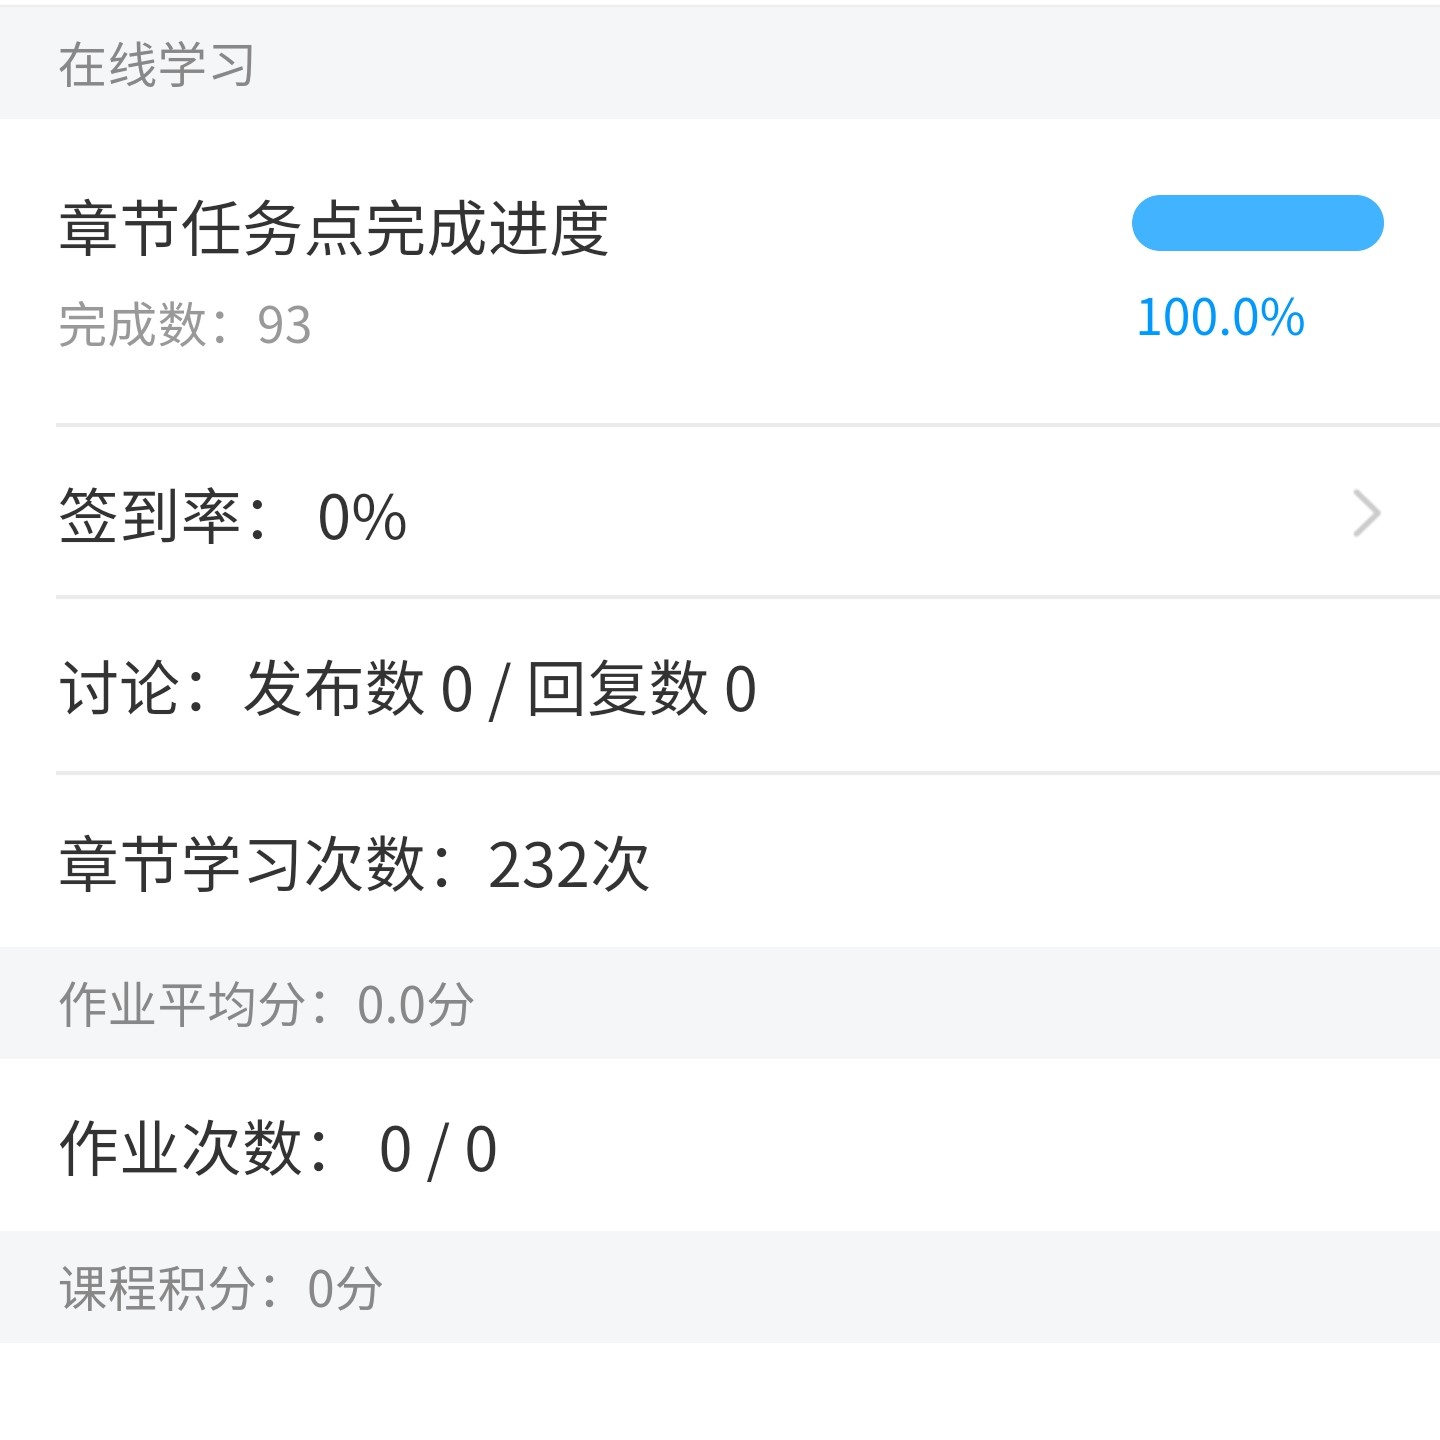 在线学习
章节任务点完成进度
完成数：93
100.0%
签到率： 0%
讨论：发布数 0 / 回复数 0
章节学习次数：232次
作业平均分：0.0分
作业次数： 0 / 0
课程积分：0分